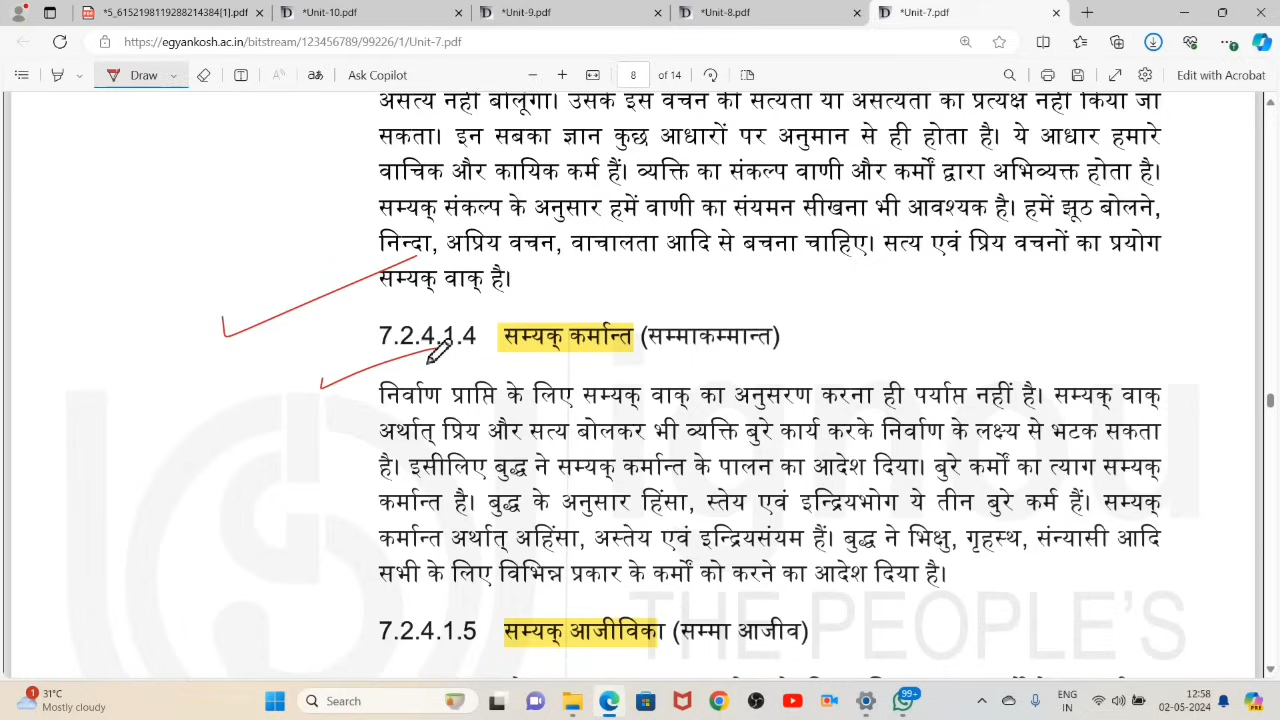 *5_6152198119288214384[1].pdf
*Unit-10.pdf
*Unit-9.pdf
*Unit-8.pdf
*Unit-7.pdf
https://egyankosh.ac.in/bitstream/123456789/99226/1/Unit-7.pdf
Draw
Ask Copilot
8 of 14
Edit with Acrobat
असत्य नहीं बोलूंगा। उसके इस वचन की सत्यता या असत्यता का प्रत्यक्ष नहीं किया जा
सकता। इन सबका ज्ञान कुछ आधारों पर अनुमान से ही होता है। ये आधार हमारे
वाचिक और कायिक कर्म हैं। व्यक्ति का संकल्प वाणी और कर्मों द्वारा अभिव्यक्त होता है।
सम्यक् संकल्प के अनुसार हमें वाणी का संयमन सीखना भी आवश्यक है। हमें झूठ बोलने,
निन्दा, अप्रिय वचन, वाचालता आदि से बचना चाहिए। सत्य एवं प्रिय वचनों का प्रयोग
सम्यक् वाक् है।
7.2.4.1.4 सम्यक् कर्मान्त (सम्माकम्मान्त)
निर्वाण प्राप्ति के लिए सम्यक् वाक् का अनुसरण करना ही पर्याप्त नहीं है। सम्यक् वाक्
अर्थात् प्रिय और सत्य बोलकर भी व्यक्ति बुरे कार्य करके निर्वाण के लक्ष्य से भटक सकता
है। इसीलिए बुद्ध ने सम्यक् कर्मान्त के पालन का आदेश दिया। बुरे कर्मों का त्याग सम्यक्
कर्मान्त है। बुद्ध के अनुसार हिंसा, स्तेय एवं इन्द्रियभोग ये तीन बुरे कर्म हैं। सम्यक्
कर्मान्त अर्थात् अहिंसा, अस्तेय एवं इन्द्रियसंयम हैं। बुद्ध ने भिक्षु, गृहस्थ, संन्यासी आदि
सभी के लिए विभिन्न प्रकार के कर्मों को करने का आदेश दिया है।
ignou
THE PEOPLE'S
7.2.4.1.5 सम्यक् आजीविका (सम्मा आजीव)
1
31°C
Mostly cloudy
Search
99+
ENG
IN
12:58
02-05-2024